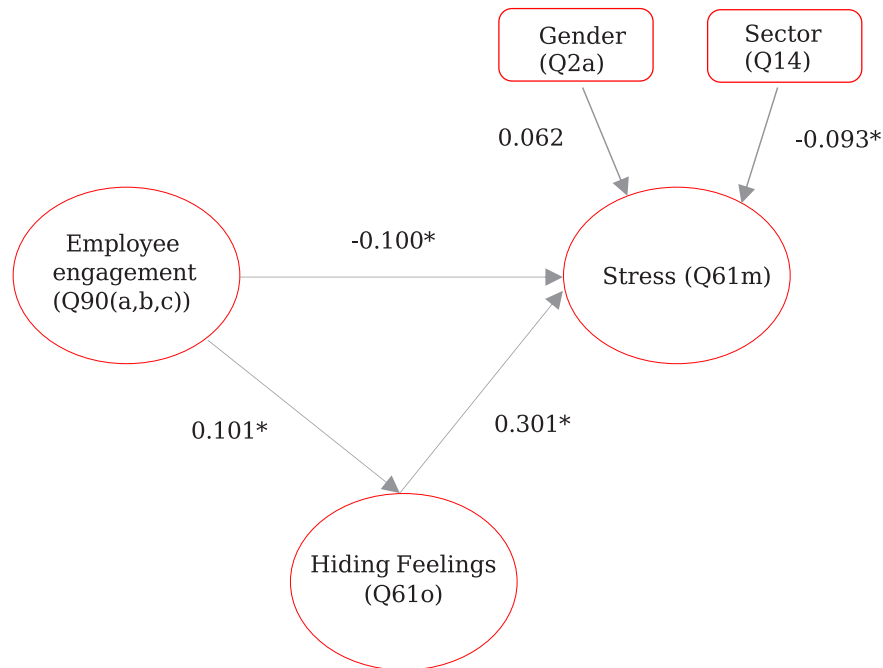 Gender
(Q2a)
Sector
(Q14)
0.062
-0.093*
Employee
engagement
(Q90(a,b,c))
-0.100*
Stress (Q61m)
0.101*
0.301*
Hiding Feelings
(Q61o)